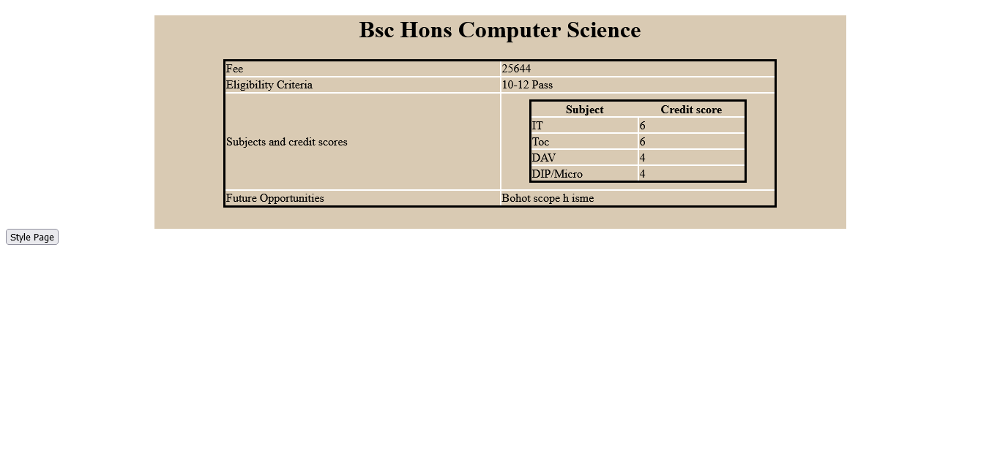 Bsc Hons Computer Science
Fee 25644
Eligibility Criteria 10-12 Pass
Subjects and credit scores
Subject Credit score
IT 6
Toc 6
DAV 4
DIP/Micro 4
Future Opportunities Bohot scope h isme
Style Page